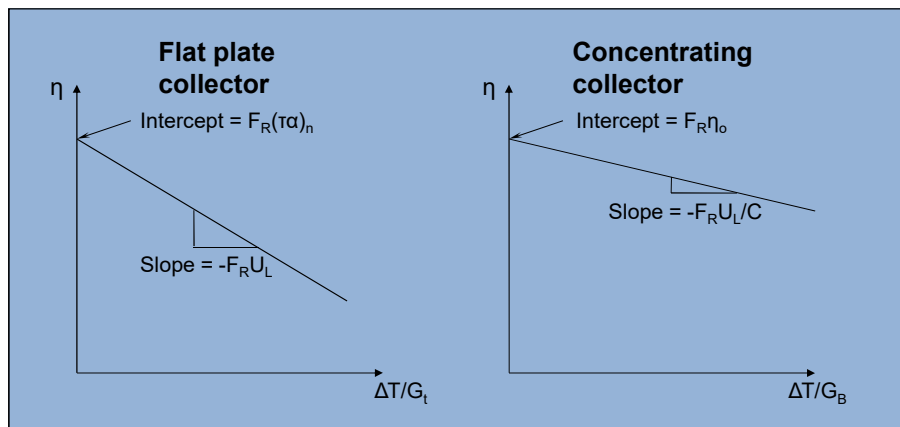 Flat plate
collector
η
Intercept = F_R(τα)_n
Slope = -F_RU_L
ΔT/G_t
Concentrating
collector
η
Intercept = F_Rη_o
Slope = -F_RU_L/C
ΔT/G_B